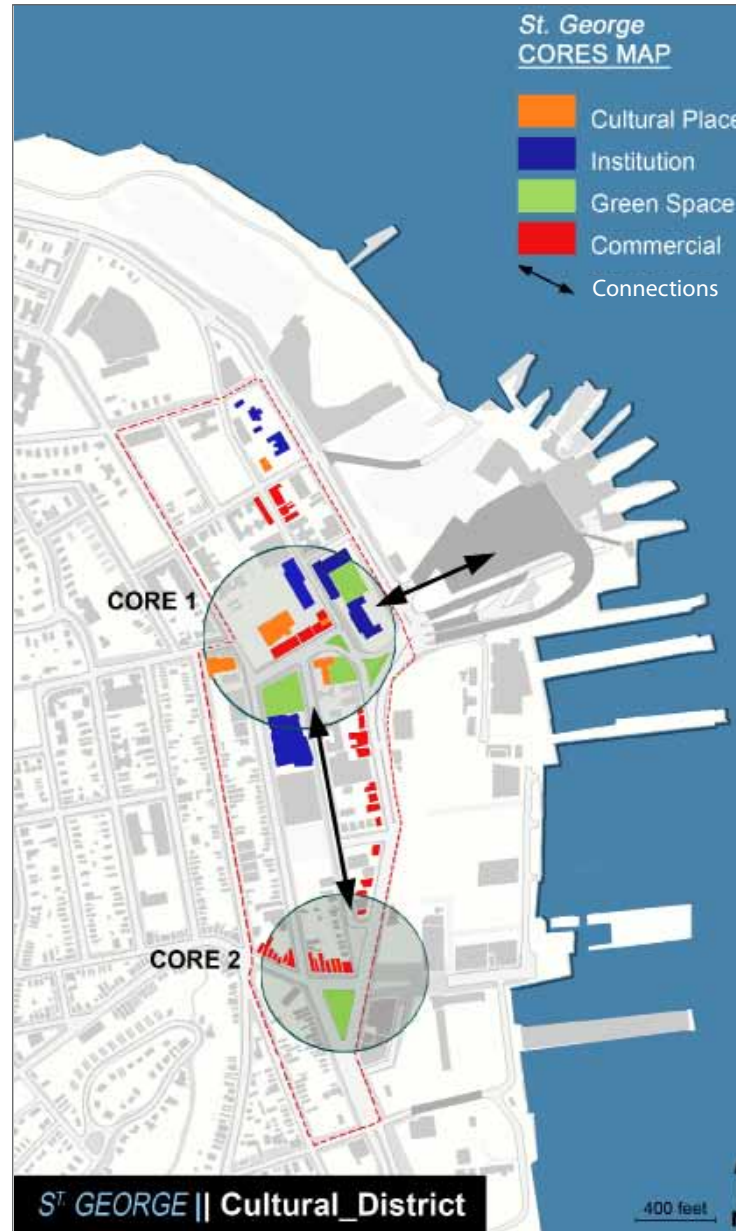 St. George
CORES MAP
Cultural Place
Institution
Green Space
Commercial
Connections
CORE 1
CORE 2
ST. GEORGE || Cultural_District
400 feet